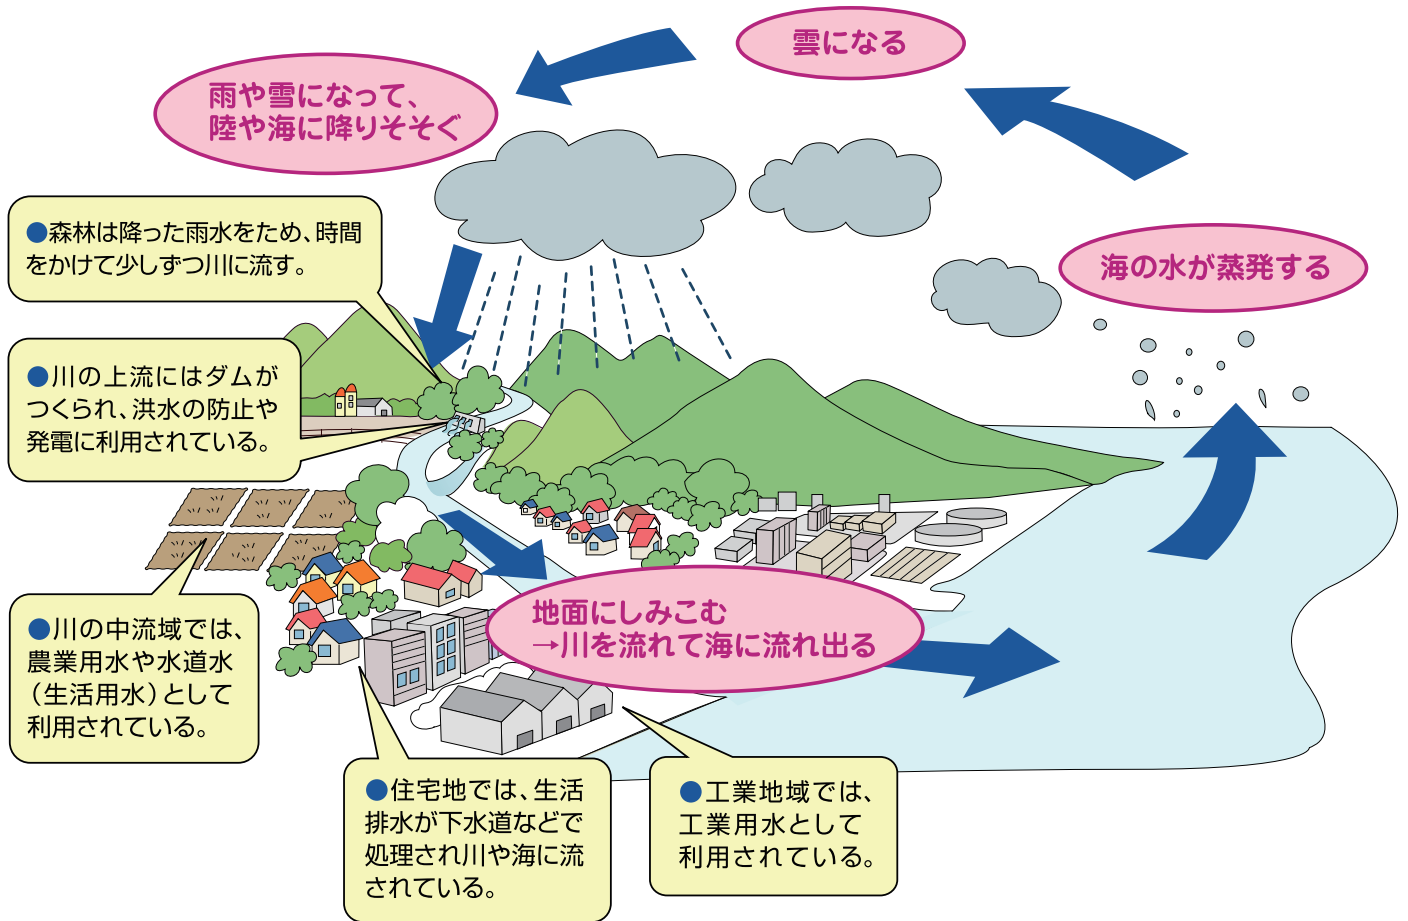 雲になる
雨や雪になって、
陸や海に降りそそぐ
●森林は降った雨水をため、時間
をかけて少しずつ川に流す。
海の水が蒸発する
●川の上流にはダムが
つくられ、洪水の防止や
発電に利用されている。
地面にしみこむ
→川を流れて海に流れ出る
●川の中流域では、
農業用水や水道水
（生活用水）として
利用されている。
●住宅地では、生活
排水が下水道などで
処理され川や海に流
されている。
●工業地域では、
工業用水として
利用されている。